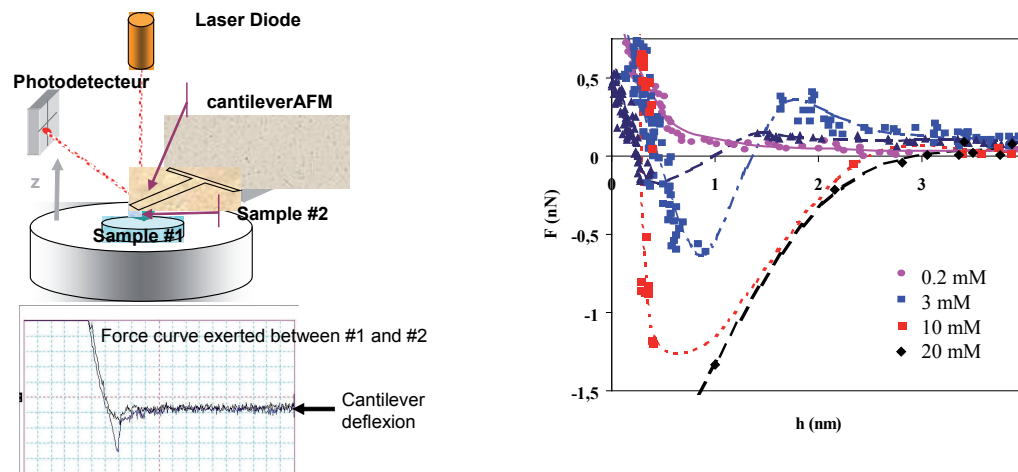 Laser Diode
Photodetecteur
cantileverAFM
z
Sample #2
Sample #1
Force curve exerted between #1 and #2
Cantilever
deflexion
0,5
0
-0,5
-1
-1,5
F (nN)
0 1 2 3
h (nm)
0.2 mM
3 mM
10 mM
20 mM